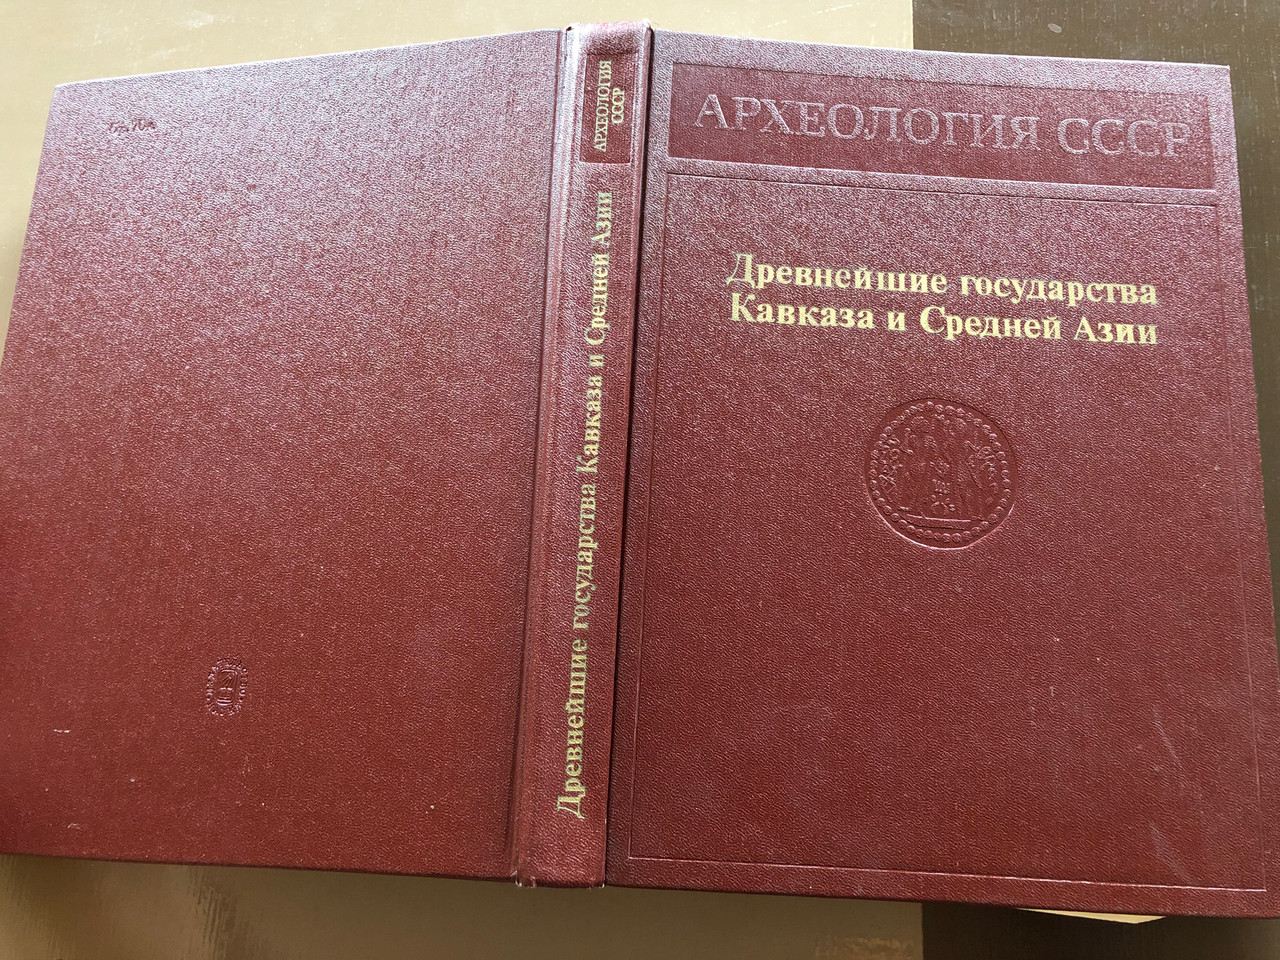 АРХЕОЛОГИЯ
СССР
Древнейшие государства Кавказа и Средней Азии
АРХЕОЛОГИЯ СССР
Древнейшие государства
Кавказа и Средней Азии